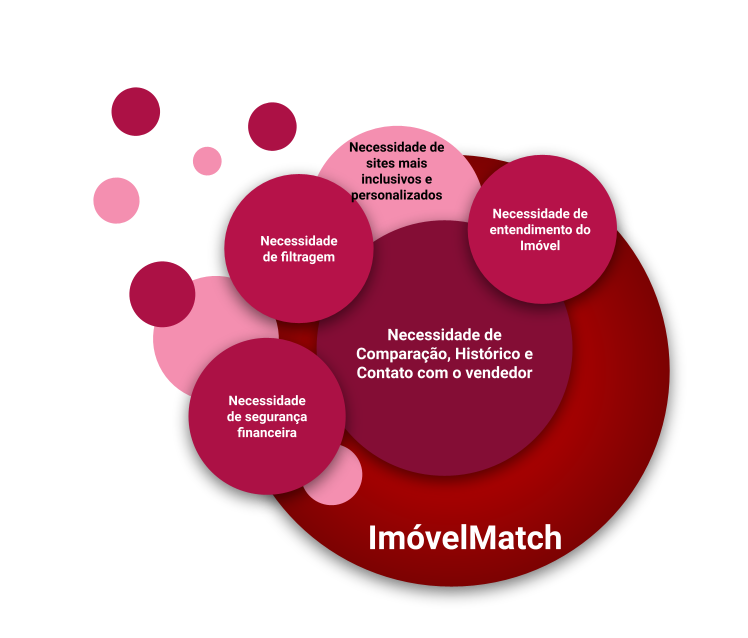 Necessidade de
sites mais
inclusivos e
personalizados
Necessidade de
entendimento do
Imóvel
Necessidade
de filtragem
Necessidade de
Comparação, Histórico e
Contato com o vendedor
Necessidade
de segurança
financeira
ImóvelMatch